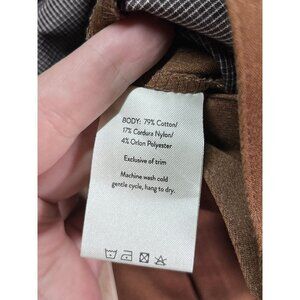 BODY: 79% Cotton/
17% Cordura Nylon/
4% Orlon Polyester
Exclusive of trim
Machine wash cold
gentle cycle, hang to dry.